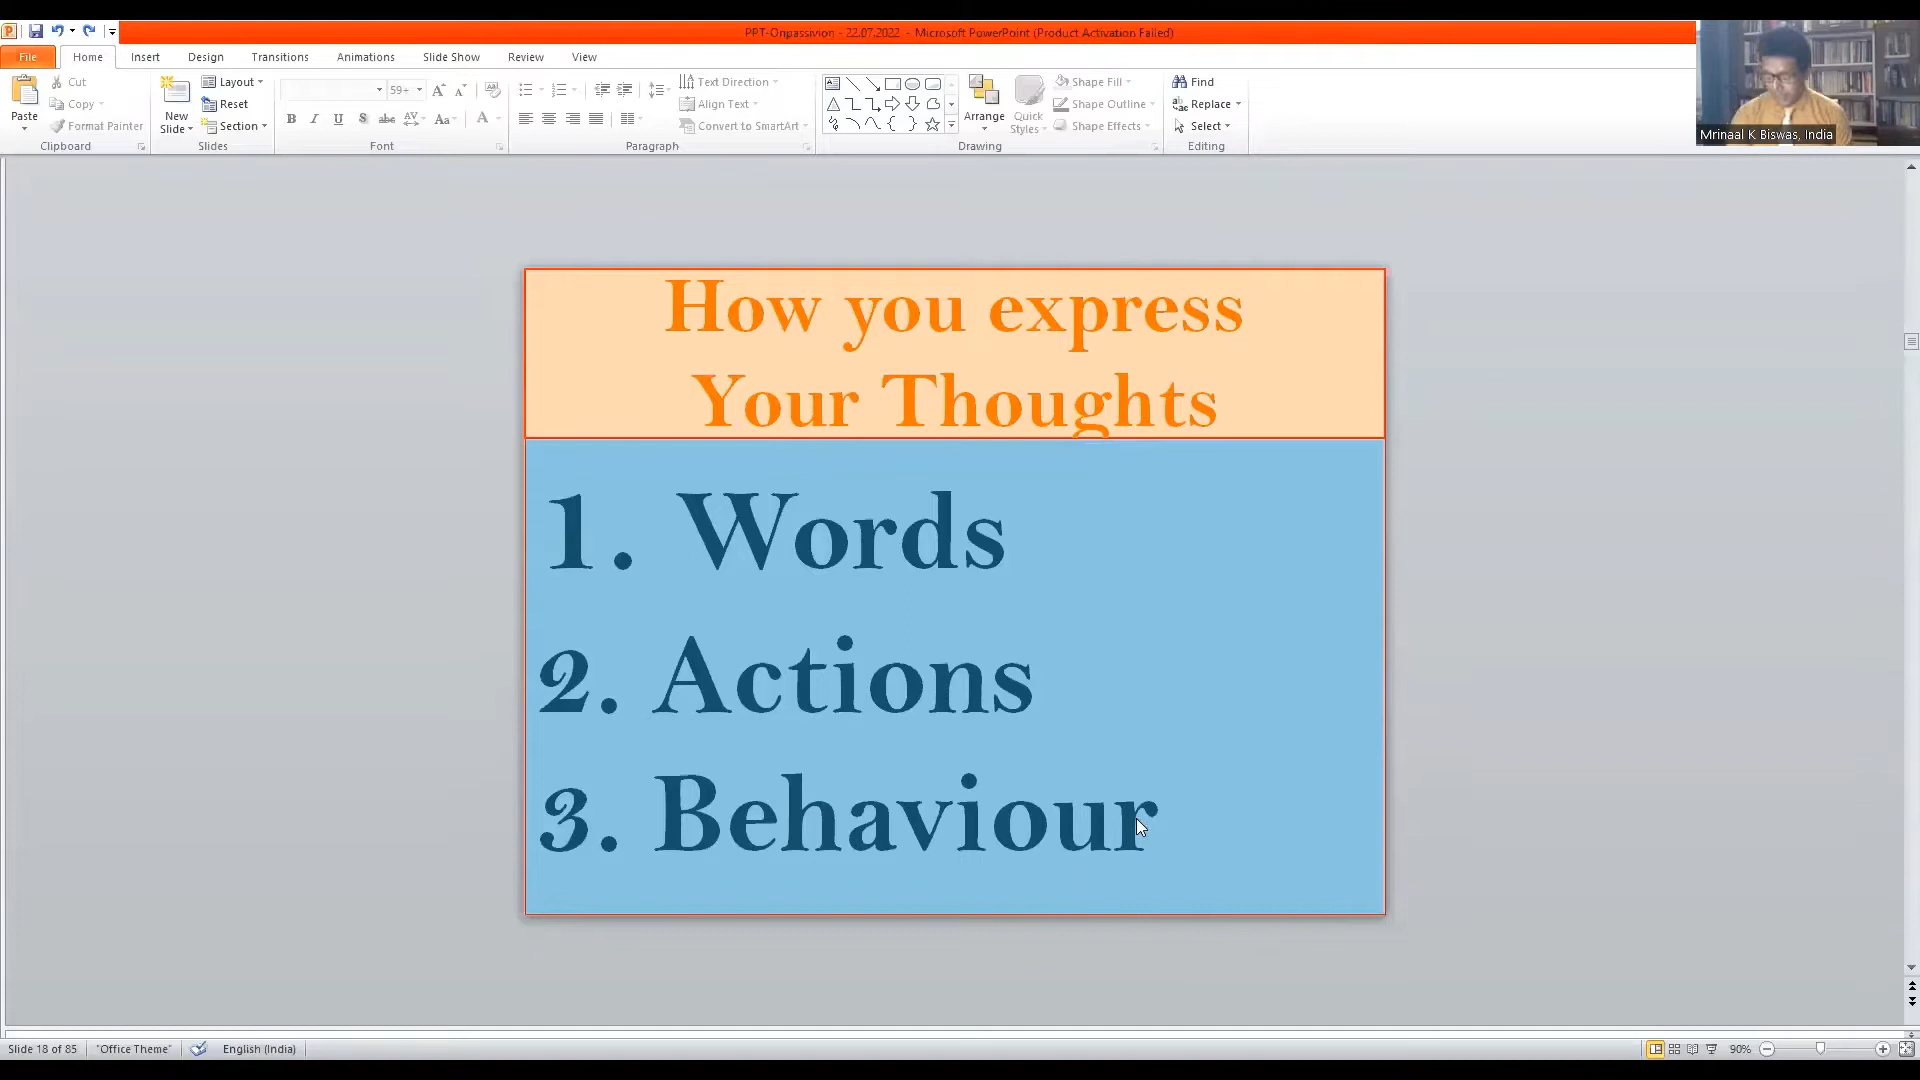 PPT-Onpassivion - 22.07.2022 - Microsoft PowerPoint (Product Activation Failed)
File Home Insert Design Transitions Animations Slide Show Review View
Paste
Cut
Copy
Format Painter
Clipboard
New Slide
Layout
Reset
Section
Slides
59+
Font
Text Direction
Align Text
Convert to SmartArt
Paragraph
Arrange
Quick Styles
Shape Fill
Shape Outline
Shape Effects
Drawing
Find
Replace
Select
Editing
Mrinaal K Biswas, India
How you express
Your Thoughts
1. Words
2. Actions
3. Behaviour
Slide 18 of 85 "Office Theme" English (India) 90%